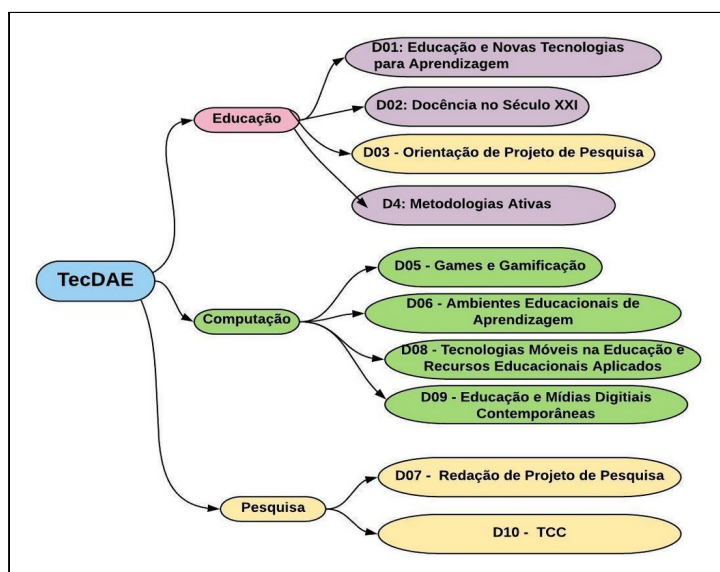 D01: Educação e Novas Tecnologias
para Aprendizagem
D02: Docência no Século XXI
Educação
D03 - Orientação de Projeto de Pesquisa
D4: Metodologias Ativas
TecDAE
D05 - Games e Gamificação
D06 - Ambientes Educacionais de
Aprendizagem
Computação
D08 - Tecnologias Móveis na Educação e
Recursos Educacionais Aplicados
D09 - Educação e Mídias Digitiais
Contemporâneas
D07 - Redação de Projeto de Pesquisa
Pesquisa
D10 - TCC